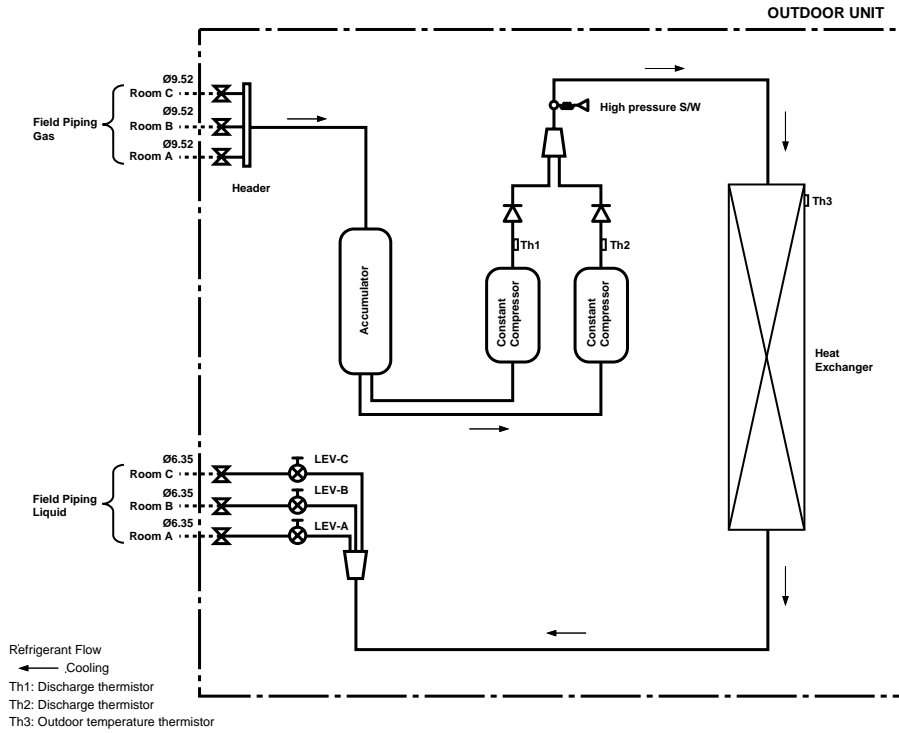 OUTDOOR UNIT
Ø9.52
Room C
Ø9.52
Room B
Ø9.52
Room A
Field Piping
Gas
Header
High pressure S/W
Th1
Th2
Th3
Accumulator
Constant
Compressor
Constant
Compressor
Heat
Exchanger
Ø6.35
Room C
Ø6.35
Room B
Ø6.35
Room A
Field Piping
Liquid
LEV-C
LEV-B
LEV-A
Refrigerant Flow
Cooling
Th1: Discharge thermistor
Th2: Discharge thermistor
Th3: Outdoor temperature thermistor